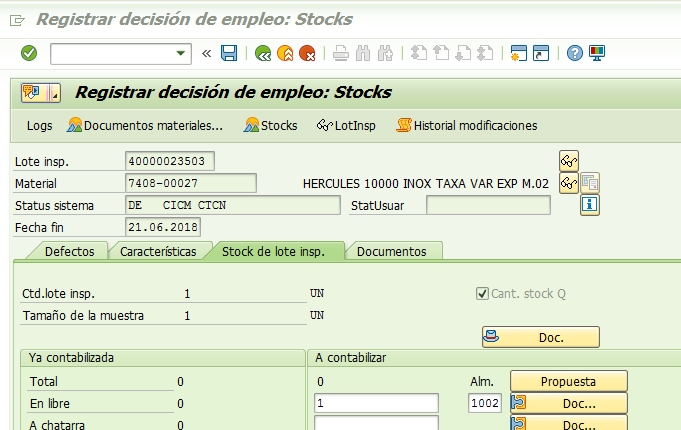 Registrar decisión de empleo: Stocks
Registrar decisión de empleo: Stocks
Logs Documentos materiales... Stocks LotInsp Historial modificaciones
Lote insp. 40000023503
Material 7408-00027 HERCULES 10000 INOX TAXA VAR EXP M.02
Status sistema DE CICM CTCN StatUsuar
Fecha fin 21.06.2018
Defectos Características Stock de lote insp. Documentos
Ctd.lote insp. 1 UN Cant. stock Q
Tamaño de la muestra 1 UN
Doc.
Ya contabilizada A contabilizar
Total 0 0 Alm. Propuesta
En libre 0 1 1002 Doc...
A chatarra 0 Doc...